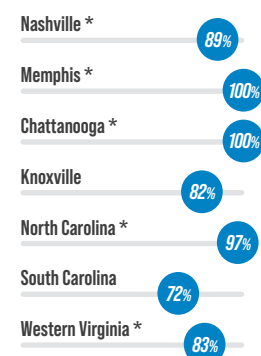 Nashville *
89%
Memphis *
100%
Chattanooga *
100%
Knoxville
82%
North Carolina *
97%
South Carolina
72%
Western Virginia *
83%